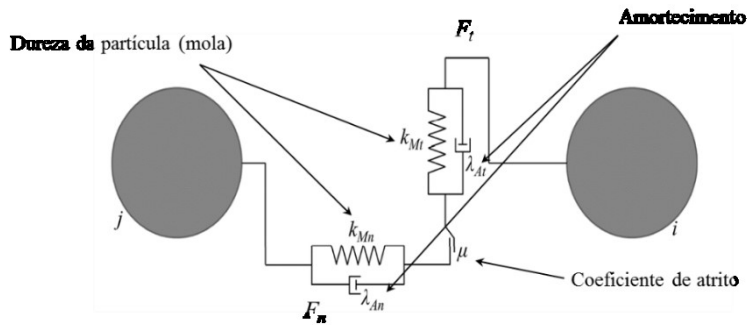 Amortecimento
F_t
Dureza da partícula (mola)
k_Mt
λ_At
j
i
k_Mn
μ
λ_An
Coeficiente de atrito
F_n